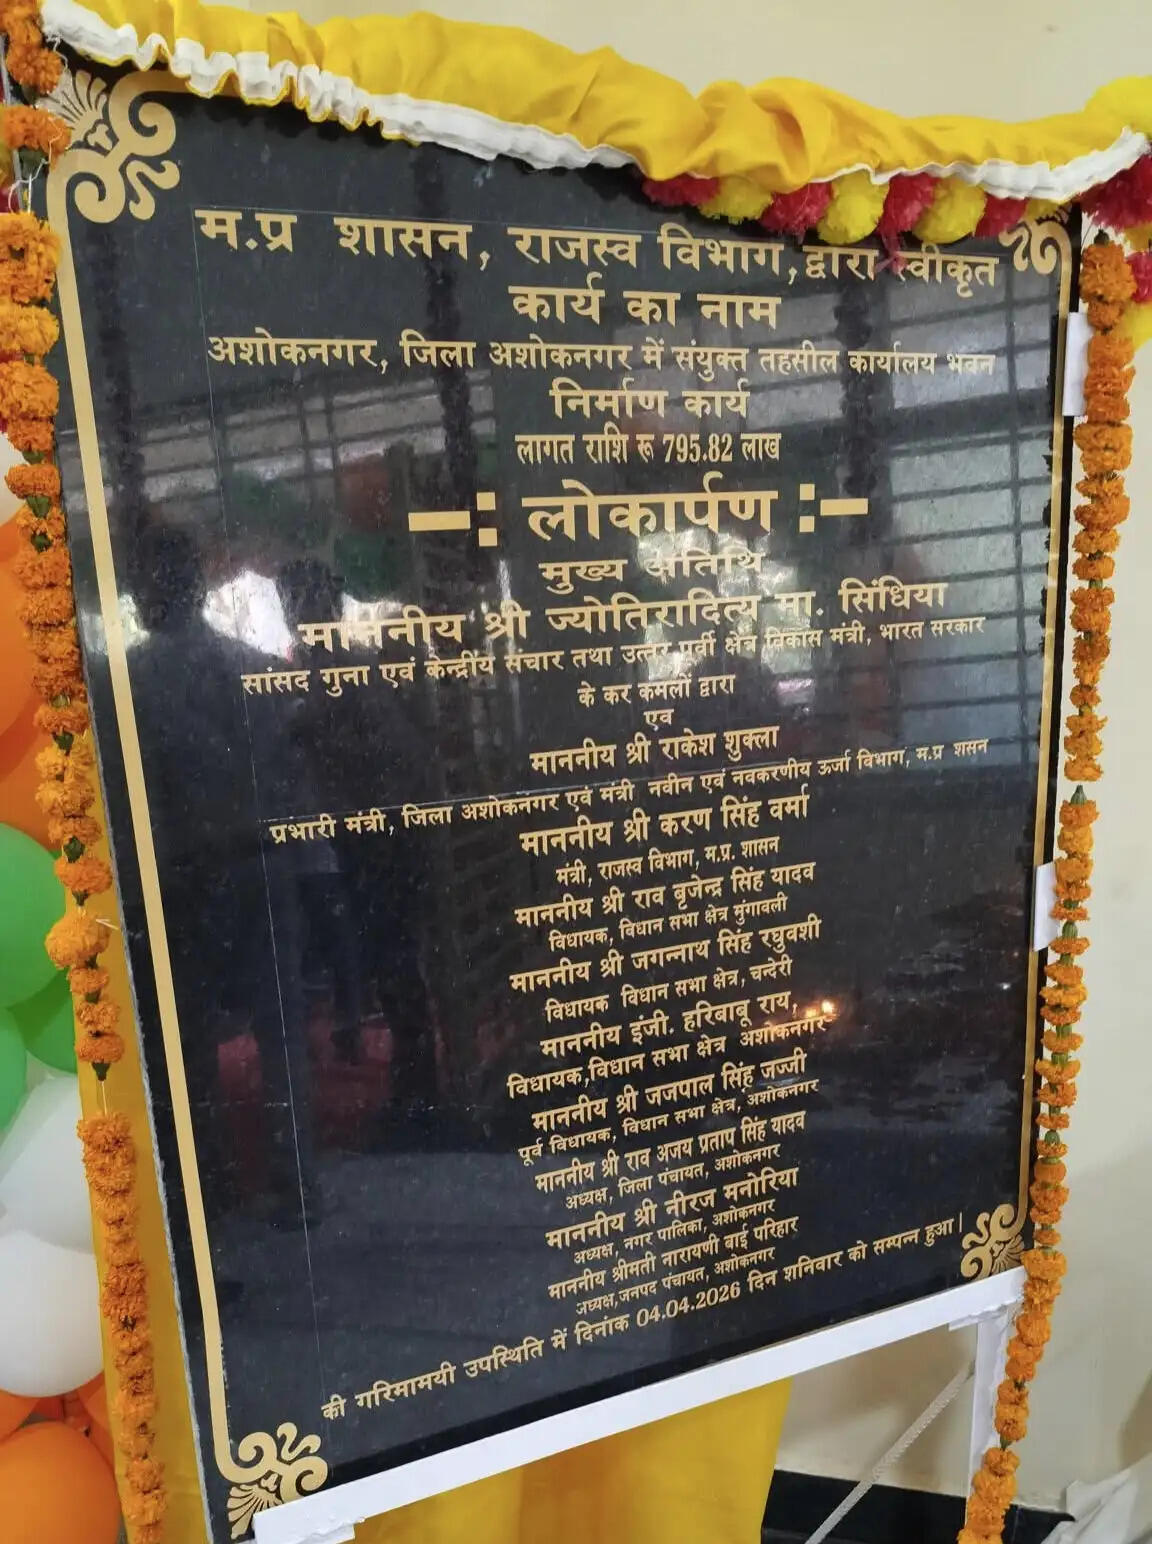 म.प्र शासन, राजस्व विभाग,द्वारा स्वीकृत
कार्य का नाम
अशोकनगर, जिला अशोकनगर में संयुक्त तहसील कार्यालय भवन
निर्माण कार्य
लागत राशि रू 795.82 लाख
-: लोकार्पण :-
मुख्य अतिथि
माननीय श्री ज्योतिरादित्य मा. सिंधिया
सांसद गुना एवं केन्द्रीय संचार तथा उत्तर पूर्वी क्षेत्र विकास मंत्री, भारत सरकार
के कर कमलों द्वारा
एव
माननीय श्री राकेश शुक्ला
प्रभारी मंत्री, जिला अशोकनगर एवं मंत्री नवीन एवं नवकरणीय ऊर्जा विभाग, म.प्र शासन
माननीय श्री करण सिंह वर्मा
मंत्री, राजस्व विभाग, म.प्र. शासन
माननीय श्री राव बृजेन्द्र सिंह यादव
विधायक, विधान सभा क्षेत्र मुंगावली
माननीय श्री जगन्नाथ सिंह रघुवशी
विधायक विधान सभा क्षेत्र, चन्देरी
माननीय इंजी. हरिबाबू राय,
विधायक,विधान सभा क्षेत्र अशोकनगर
माननीय श्री जजपाल सिंह जज्जी
पूर्व विधायक, विधान सभा क्षेत्र, अशोकनगर
माननीय श्री राव अजय प्रताप सिंह यादव
अध्यक्ष, जिला पंचायत, अशोकनगर
माननीय श्री नीरज मनोरिया
अध्यक्ष, नगर पालिका, अशोकनगर
माननीय श्रीमती नारायणी बाई परिहार
अध्यक्ष,जनपद पंचायत, अशोकनगर
की गरिमामयी उपस्थिति में दिनांक 04.04.2026 दिन शनिवार को सम्पन्न हुआ|